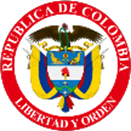 REPUBLICA DE COLOMBIA
LIBERTAD Y ORDEN